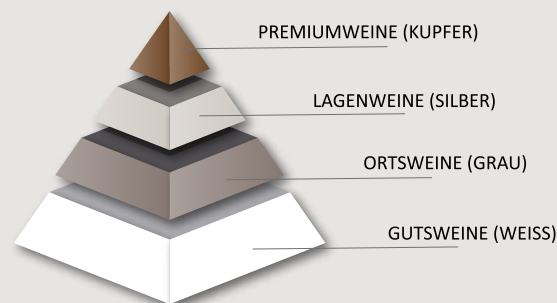 PREMIUMWEINE (KUPFER)
LAGENWEINE (SILBER)
ORTSWEINE (GRAU)
GUTSWEINE (WEISS)